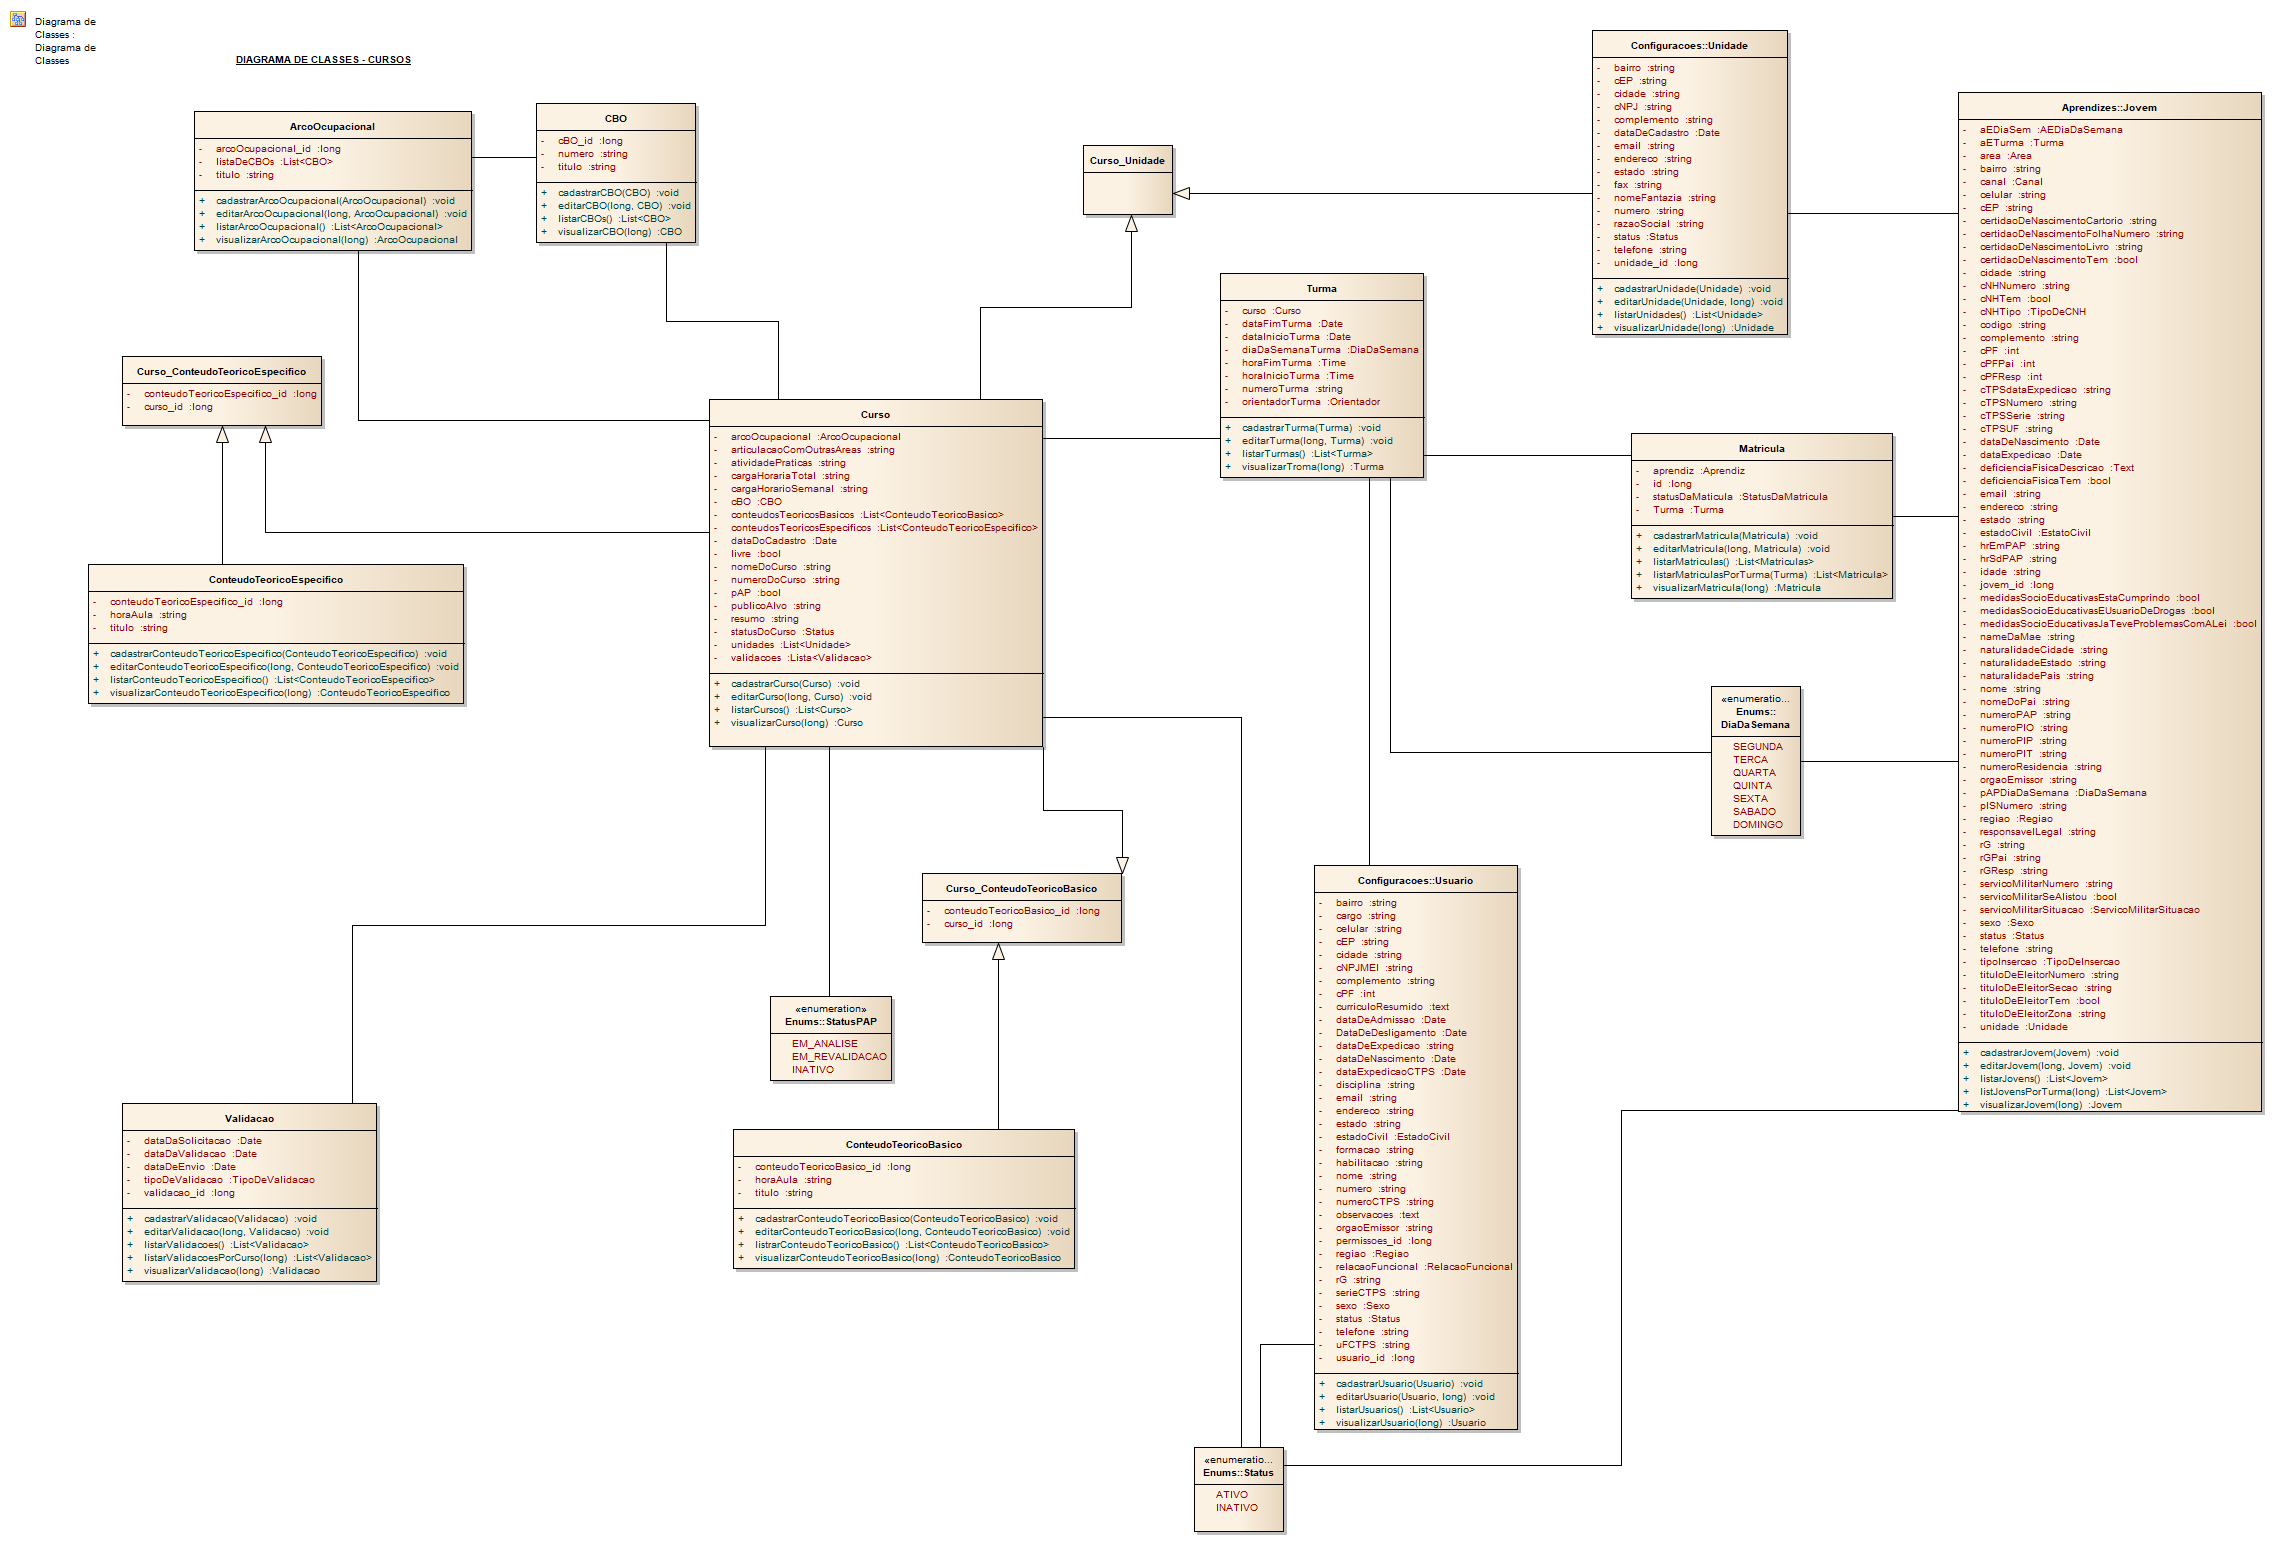 Diagrama de
Classes :
Diagrama de
Classes
DIAGRAMA DE CLASSES - CURSOS
ArcoOcupacional
- arcoOcupacional_id :long
- listaDeCBOs :List<CBO>
- titulo :string
+ cadastrarArcoOcupacional(ArcoOcupacional) :void
+ editarArcoOcupacional(long, ArcoOcupacional) :void
+ listarArcoOcupacional() :List<ArcoOcupacional>
+ visualizarArcoOcupacional(long) :ArcoOcupacional
CBO
- cBO_id :long
- numero :string
- titulo :string
+ cadastrarCBO(CBO) :void
+ editarCBO(long, CBO) :void
+ listarCBOs() :List<CBO>
+ visualizarCBO(long) :CBO
Curso_Unidade
Configuracoes::Unidade
- bairro :string
- cEP :string
- cidade :string
- cNPJ :string
- complemento :string
- dataDeCadastro :Date
- email :string
- endereco :string
- estado :string
- fax :string
- nomeFantazia :string
- numero :string
- razaoSocial :string
- status :Status
- telefone :string
- unidade_id :long
+ cadastrarUnidade(Unidade) :void
+ editarUnidade(Unidade, long) :void
+ listarUnidades() :List<Unidade>
+ visualizarUnidade(long) :Unidade
Aprendizes::Jovem
- aEDiaSem :AEDiaDaSemana
- aETurma :Turma
- area :Area
- bairro :string
- canal :Canal
- celular :string
- cEP :string
- certidaoDeNascimentoCartorio :string
- certidaoDeNascimentoFolhaNumero :string
- certidaoDeNascimentoLivro :string
- certidaoDeNascimentoTem :bool
- cidade :string
- cNHNumero :string
- cNHTem :bool
- cNHTipo :TipoDeCNH
- codigo :string
- complemento :string
- cPF :int
- cPFPai :int
- cPFResp :int
- cTPSdataExpedicao :string
- cTPSNumero :string
- cTPSSerie :string
- cTPSUF :string
- dataDeNascimento :Date
- dataExpedicao :Date
- deficienciaFisicaDescricao :Text
- deficienciaFisicaTem :bool
- email :string
- endereco :string
- estado :string
- estadoCivil :EstatoCivil
- hrEmPAP :string
- hrSdPAP :string
- idade :string
- jovem_id :long
- medidasSocioEducativasEstaCumprindo :bool
- medidasSocioEducativasEUsuarioDeDrogas :bool
- medidasSocioEducativasJaTeveProblemasComALei :bool
- nameDaMae :string
- naturalidadeCidade :string
- naturalidadeEstado :string
- naturalidadePais :string
- nome :string
- nomeDoPai :string
- numeroPAP :string
- numeroPIO :string
- numeroPIP :string
- numeroPIT :string
- numeroResidencia :string
- orgaoEmissor :string
- pAPDiaDaSemana :DiaDaSemana
- pISNumero :string
- regiao :Regiao
- responsavelLegal :string
- rG :string
- rGPai :string
- rGResp :string
- servicoMilitarNumero :string
- servicoMilitarSeAlistou :bool
- servicoMilitarSituacao :ServicoMilitarSituacao
- sexo :Sexo
- status :Status
- telefone :string
- tipoInsercao :TipoDeInsercao
- tituloDeEleitorNumero :string
- tituloDeEleitorSecao :string
- tituloDeEleitorTem :bool
- tituloDeEleitorZona :string
- unidade :Unidade
+ cadastrarJovem(Jovem) :void
+ editarJovem(long, Jovem) :void
+ listarJovens() :List<Jovem>
+ listJovensPorTurma(long) :List<Jovem>
+ visualizarJovem(long) :Jovem
Turma
- curso :Curso
- dataFimTurma :Date
- dataInicioTurma :Date
- diaDaSemanaTurma :DiaDaSemana
- horaFimTurma :Time
- horaInicioTurma :Time
- numeroTurma :string
- orientadorTurma :Orientador
+ cadastrarTurma(Turma) :void
+ editarTurma(long, Turma) :void
+ listarTurmas() :List<Turma>
+ visualizarTroma(long) :Turma
Curso_ConteudoTeoricoEspecifico
- conteudoTeoricoEspecifico_id :long
- curso_id :long
Curso
- arcoOcupacional :ArcoOcupacional
- articulacaoComOutrasAreas :string
- atividadePraticas :string
- cargaHorariaTotal :string
- cargaHorarioSemanal :string
- cBO :CBO
- conteudosTeoricosBasicos :List<ConteudoTeoricoBasico>
- conteudosTeoricosEspecificos :List<ConteudoTeoricoEspecifico>
- dataDoCadastro :Date
- livre :bool
- nomeDoCurso :string
- numeroDoCurso :string
- pAP :bool
- publicoAlvo :string
- resumo :string
- statusDoCurso :Status
- unidades :List<Unidade>
- validacoes :Lista<Validacao>
+ cadastrarCurso(Curso) :void
+ editarCurso(long, Curso) :void
+ listarCursos() :List<Curso>
+ visualizarCurso(long) :Curso
Matricula
- aprendiz :Aprendiz
- id :long
- statusDaMaticula :StatusDaMatricula
- Turma :Turma
+ cadastrarMatricula(Matricula) :void
+ editarMatricula(long, Matricula) :void
+ listarMatriculas() :List<Matriculas>
+ listarMatriculasPorTurma(Turma) :List<Matricula>
+ visualizarMatricula(long) :Matricula
ConteudoTeoricoEspecifico
- conteudoTeoricoEspecifico_id :long
- horaAula :string
- titulo :string
+ cadastrarConteudoTeoricoEspecifico(ConteudoTeoricoEspecifico) :void
+ editarConteudoTeoricoEspecifico(long, ConteudoTeoricoEspecifico) :void
+ listarConteudoTeoricoEspecifico() :List<ConteudoTeoricoEspecifico>
+ visualizarConteudoTeoricoEspecifico(long) :ConteudoTeoricoEspecifico
«enumeratio...
Enums::
DiaDaSemana
SEGUNDA
TERCA
QUARTA
QUINTA
SEXTA
SABADO
DOMINGO
Curso_ConteudoTeoricoBasico
- conteudoTeoricoBasico_id :long
- curso_id :long
Configuracoes::Usuario
- bairro :string
- cargo :string
- celular :string
- cEP :string
- cidade :string
- cNPJMEI :string
- complemento :string
- cPF :int
- curriculoResumido :text
- dataDeAdmissao :Date
- DataDeDesligamento :Date
- dataDeExpedicao :string
- dataDeNascimento :Date
- dataExpedicaoCTPS :Date
- disciplina :string
- email :string
- endereco :string
- estado :string
- estadoCivil :EstadoCivil
- formacao :string
- habilitacao :string
- nome :string
- numero :string
- numeroCTPS :string
- observacoes :text
- orgaoEmissor :string
- permissoes_id :long
- regiao :Regiao
- relacaoFuncional :RelacaoFuncional
- rG :string
- serieCTPS :string
- sexo :Sexo
- status :Status
- telefone :string
- uFCTPS :string
- usuario_id :long
+ cadastrarUsuario(Usuario) :void
+ editarUsuario(Usuario, long) :void
+ listarUsuarios() :List<Usuario>
+ visualizarUsuario(long) :Usuario
«enumeration»
Enums::StatusPAP
EM_ANALISE
EM_REVALIDACAO
INATIVO
Validacao
- dataDaSolicitacao :Date
- dataDaValidacao :Date
- dataDeEnvio :Date
- tipoDeValidacao :TipoDeValidacao
- validacao_id :long
+ cadastrarValidacao(Validacao) :void
+ editarValidacao(long, Validacao) :void
+ listarValidacoes() :List<Validacao>
+ listarValidacoesPorCurso(long) :List<Validacao>
+ visualizarValidacao(long) :Validacao
ConteudoTeoricoBasico
- conteudoTeoricoBasico_id :long
- horaAula :string
- titulo :string
+ cadastrarConteudoTeoricoBasico(ConteudoTeoricoBasico) :void
+ editarConteudoTeoricoBasico(long, ConteudoTeoricoBasico) :void
+ listrarConteudoTeoricoBasico() :List<ConteudoTeoricoBasico>
+ visualizarConteudoTeoricoBasico(long) :ConteudoTeoricoBasico
«enumeratio...
Enums::Status
ATIVO
INATIVO